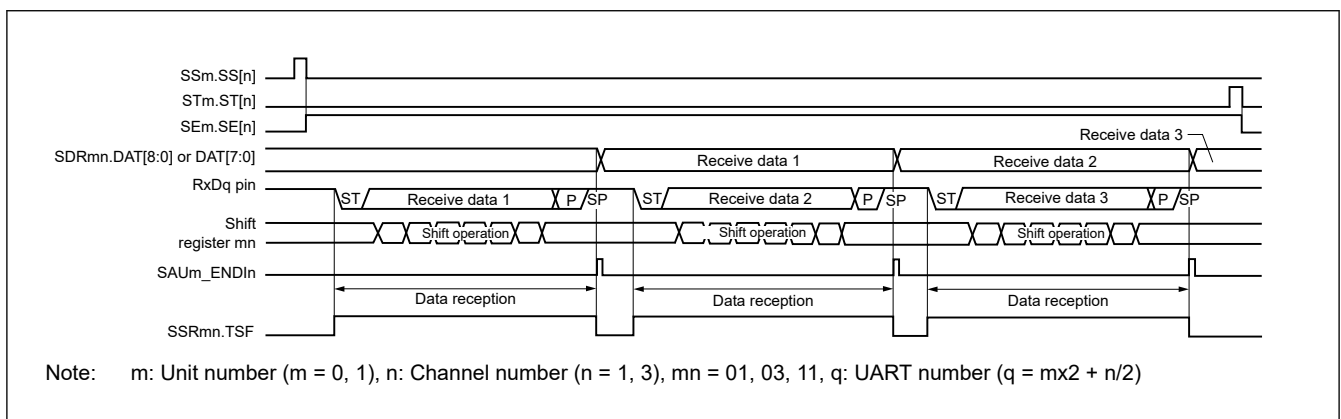 SSm.SS[n]
STm.ST[n]
SEm.SE[n]
Receive data 3
SDRmn.DAT[8:0] or DAT[7:0]
Receive data 1
Receive data 2
RxDq pin
ST
Receive data 1
P
SP
ST
Receive data 2
P
SP
ST
Receive data 3
P
SP
Shift
register mn
Shift operation
Shift operation
Shift operation
SAUm_ENDIn
Data reception
Data reception
Data reception
SSRmn.TSF
Note: m: Unit number (m = 0, 1), n: Channel number (n = 1, 3), mn = 01, 03, 11, q: UART number (q = mx2 + n/2)